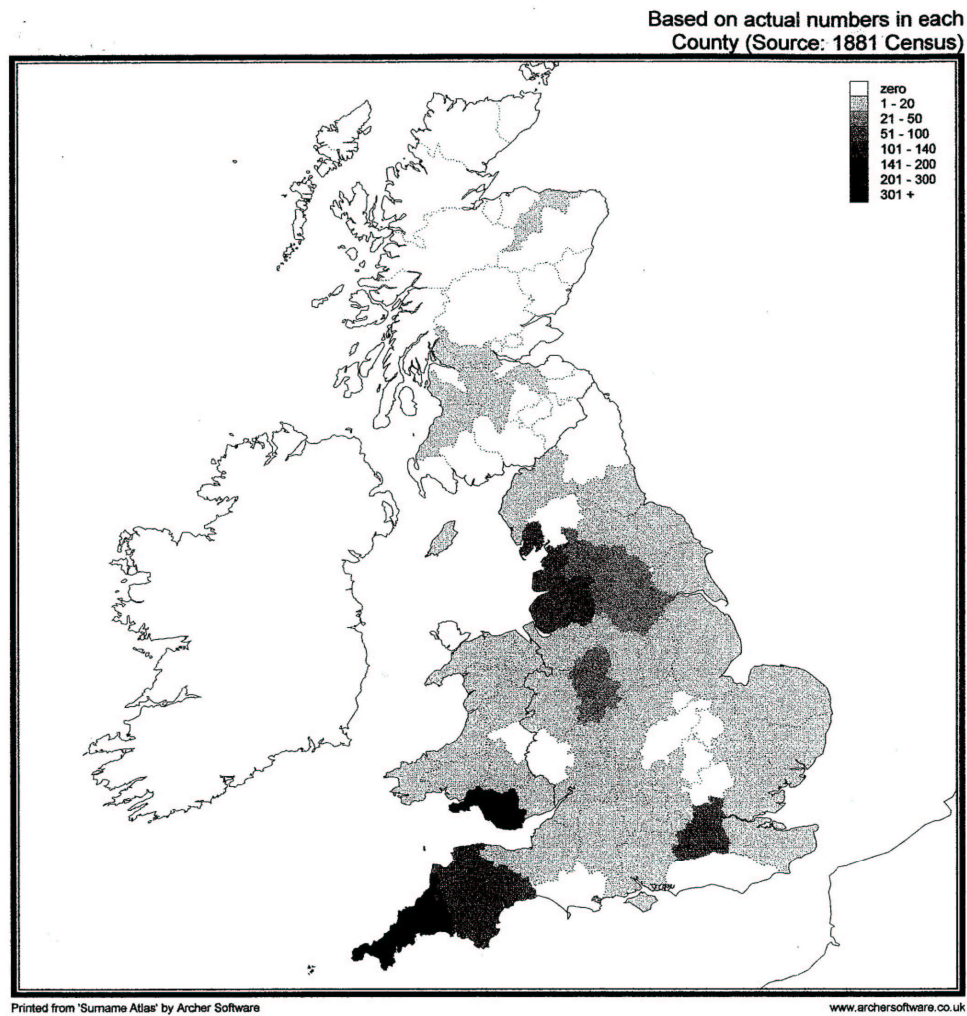 Based on actual numbers in each
County (Source: 1881 Census)
zero
1 - 20
21 - 50
51 - 100
101 - 140
141 - 200
201 - 300
301 +
Printed from 'Surname Atlas' by Archer Software
www.archersoftware.co.uk